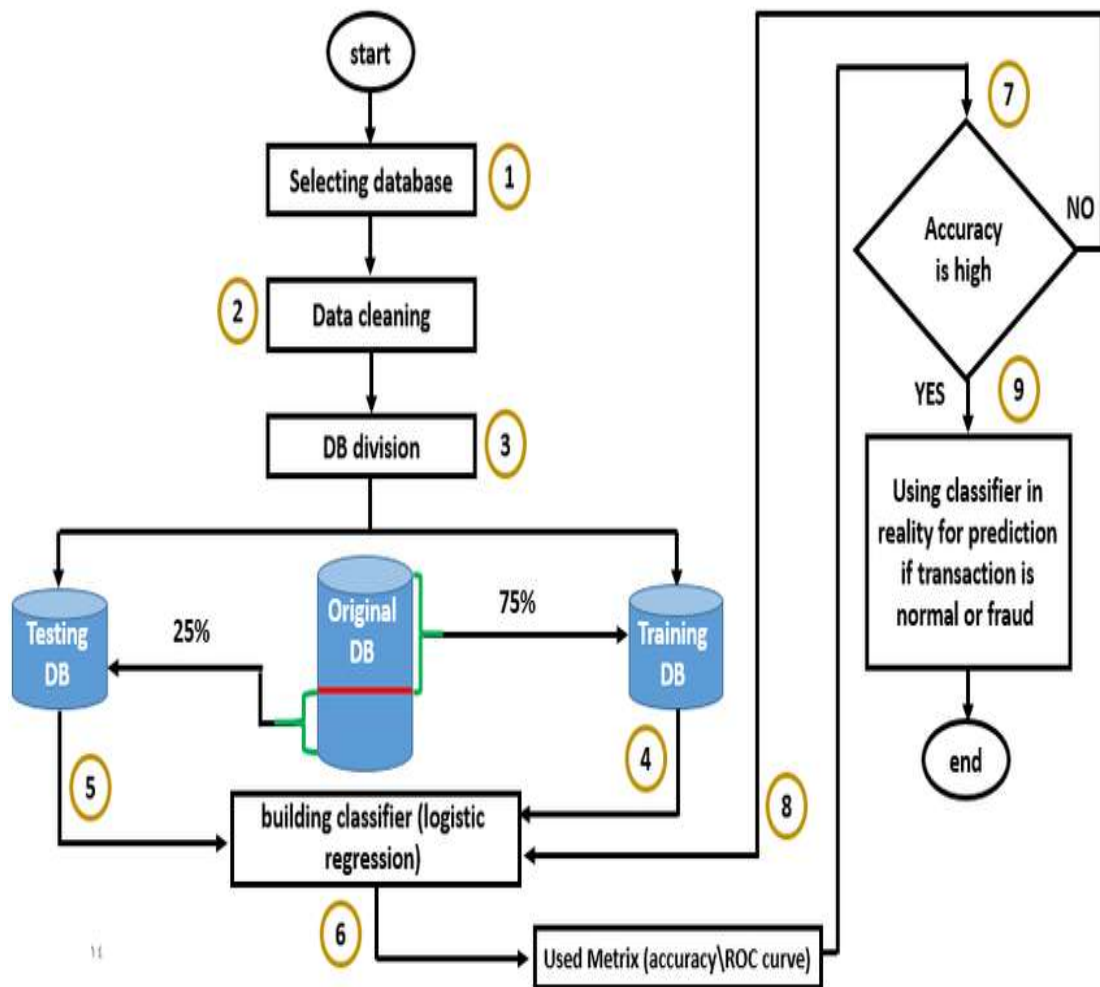 start
Selecting database
1
2
Data cleaning
DB division
3
Testing
DB
25%
Original
DB
75%
Training
DB
5
4
building classifier (logistic
regression)
6
Used Metrix (accuracy\ROC curve)
8
7
Accuracy
is high
NO
YES
9
Using classifier in
reality for prediction
if transaction is
normal or fraud
end
١٤